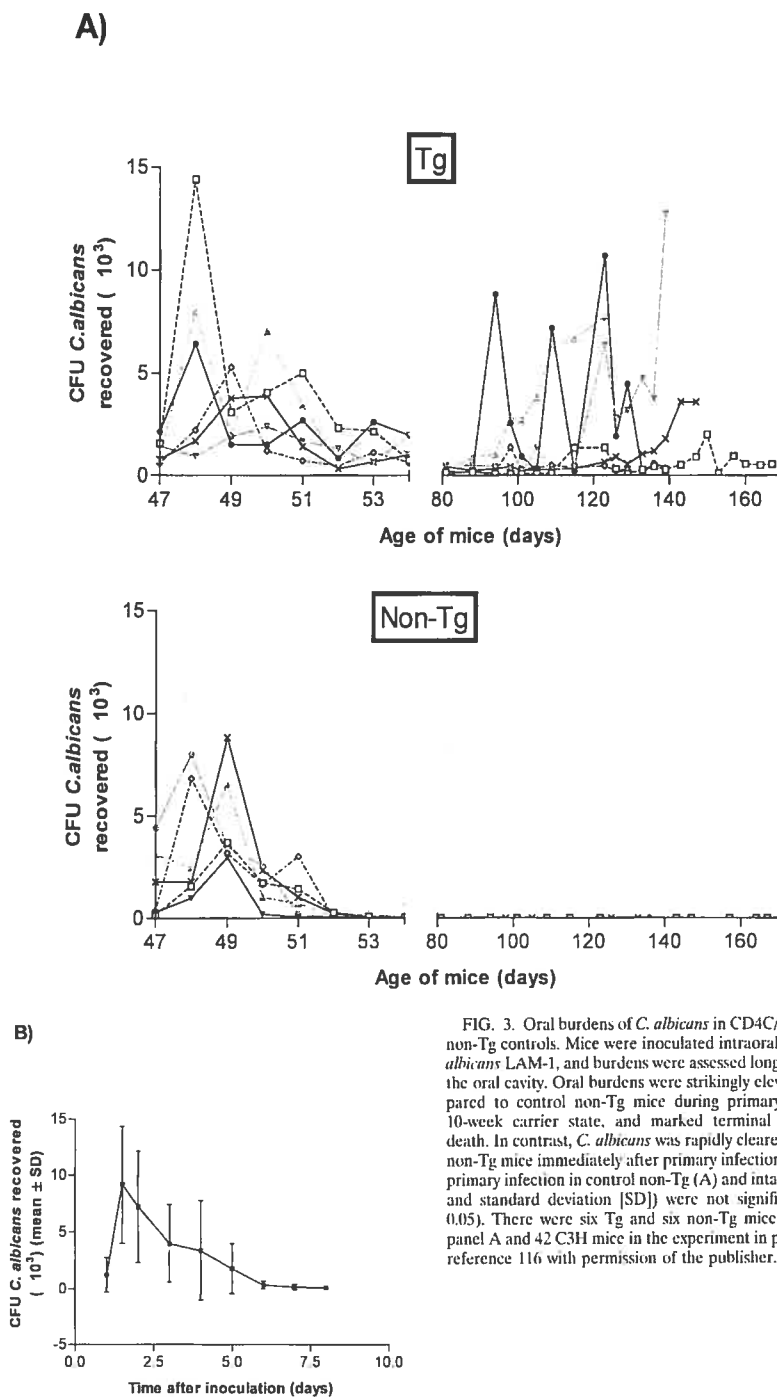 A)
Tg
CFU C.albicans
recovered ( 10³)
15
10
5
0
47 49 51 53 80 100 120 140 160
Age of mice (days)
Non-Tg
CFU C.albicans
recovered ( 10³)
15
10
5
0
47 49 51 53 80 100 120 140 160
Age of mice (days)
B)
CFU C.albicans recovered
( 10³) (mean ± SD)
15
10
5
0
-5
0.0 2.5 5.0 7.5 10.0
Time after inoculation (days)
FIG. 3. Oral burdens of C. albicans in CD4C/
non-Tg controls. Mice were inoculated intraoral
albicans LAM-1, and burdens were assessed long
the oral cavity. Oral burdens were strikingly elev
pared to control non-Tg mice during primary
10-week carrier state, and marked terminal
death. In contrast, C. albicans was rapidly cleare
non-Tg mice immediately after primary infection
primary infection in control non-Tg (A) and inta
and standard deviation [SD]) were not signifi
0.05). There were six Tg and six non-Tg mice
panel A and 42 C3H mice in the experiment in p
reference 116 with permission of the publisher.